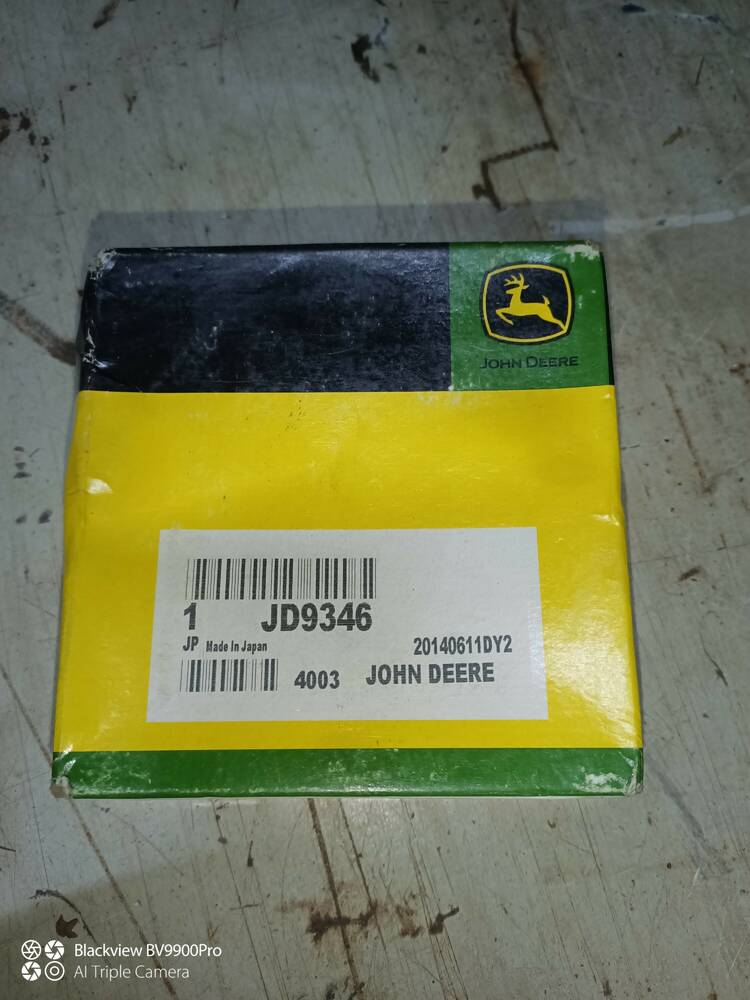 JOHN DEERE
1 JD9346
JP Made In Japan 20140611DY2
4003 JOHN DEERE
Blackview BV9900Pro
AI Triple Camera